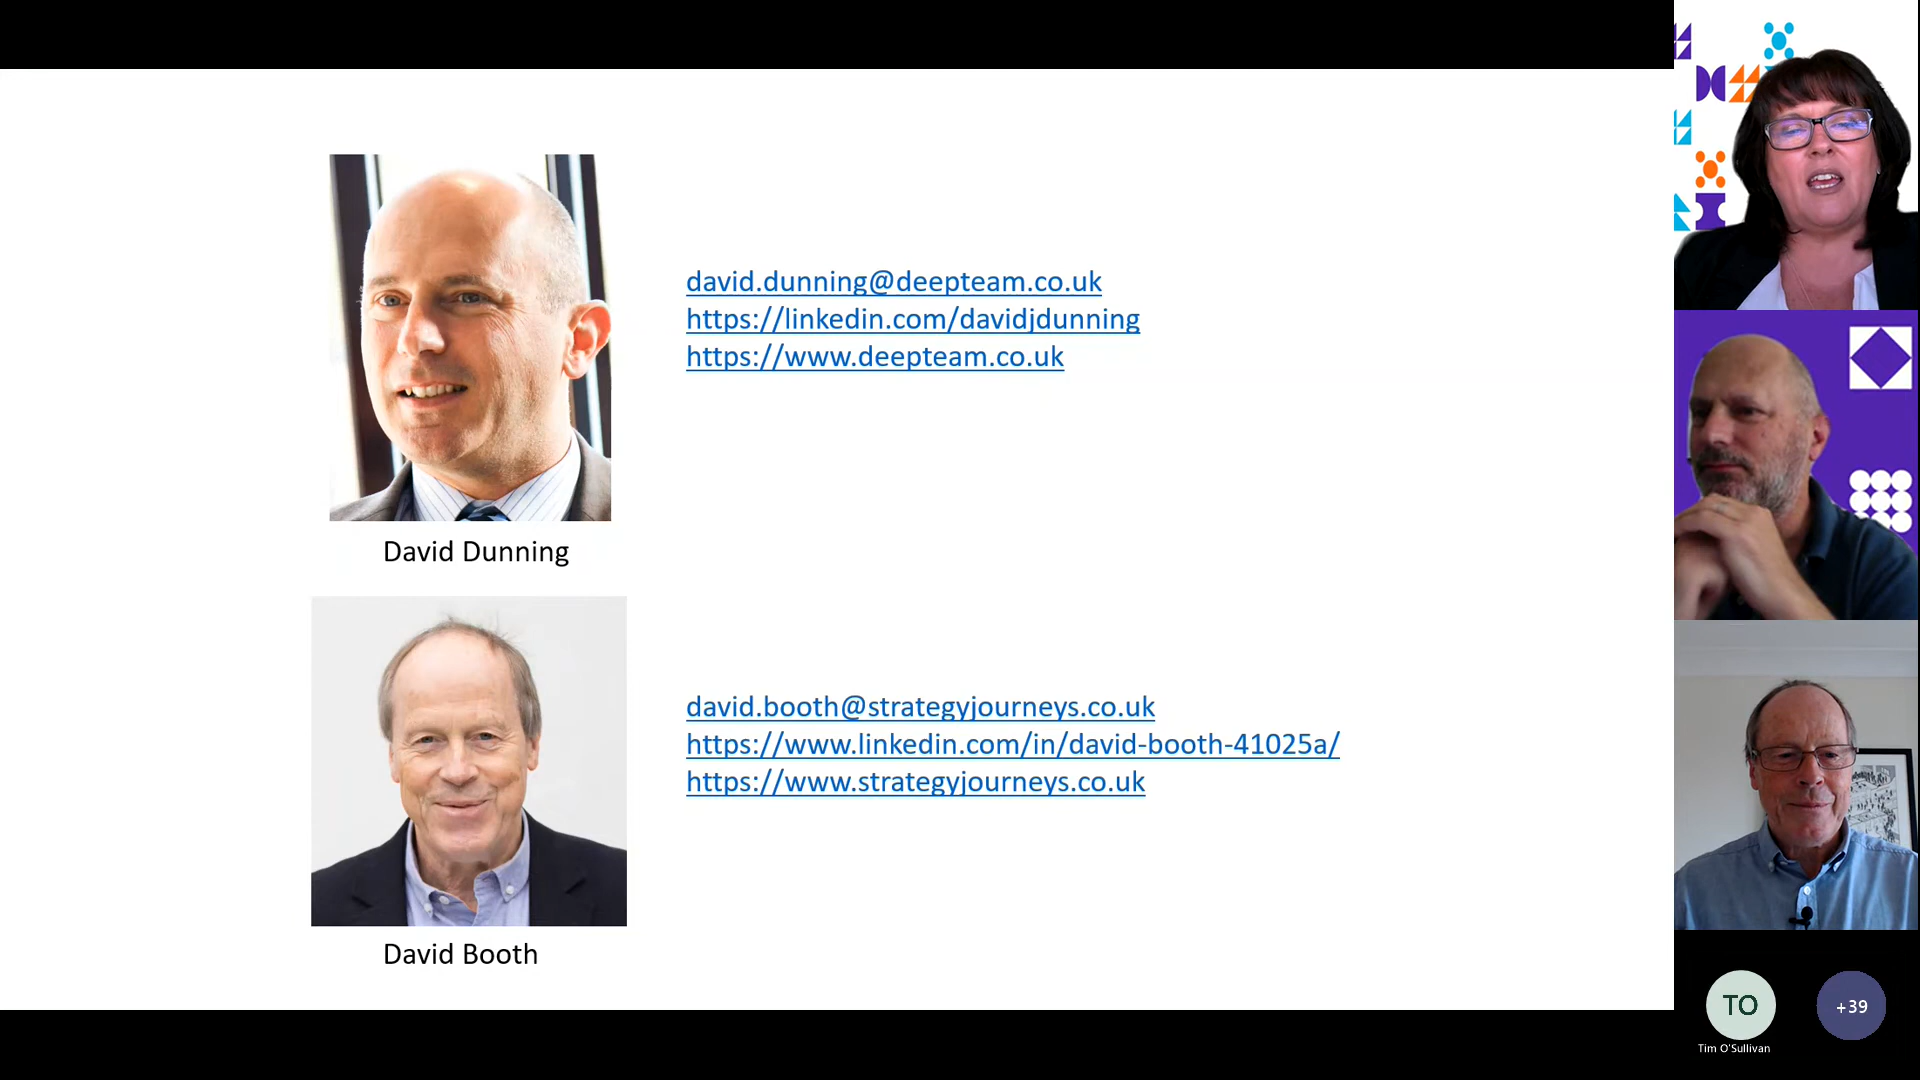 david.dunning@deepteam.co.uk
https://linkedin.com/davidjdunning
https://www.deepteam.co.uk
David Dunning
david.booth@strategyjourneys.co.uk
https://www.linkedin.com/in/david-booth-41025a/
https://www.strategyjourneys.co.uk
David Booth
TO
+39
Tim O'Sullivan